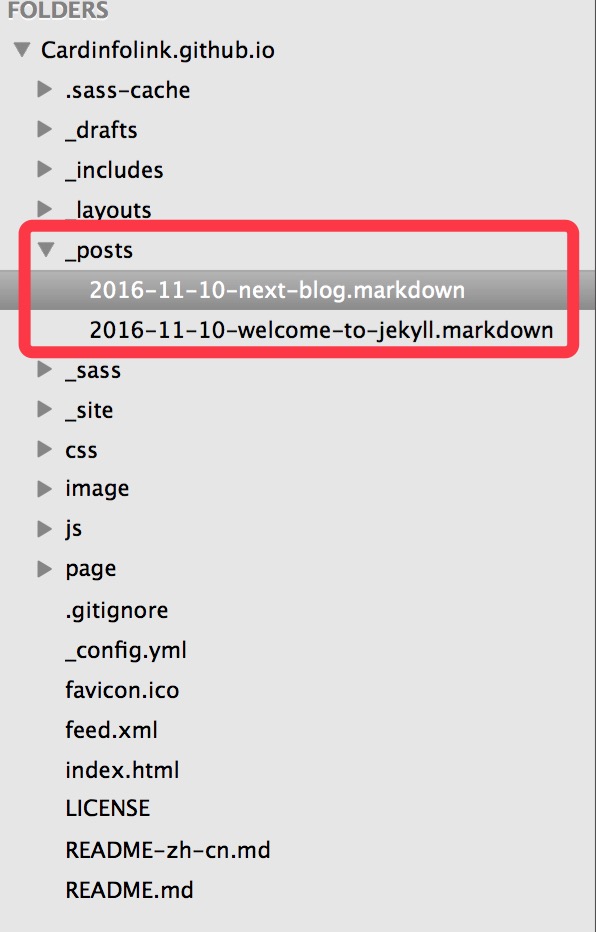 FOLDERS
Cardinfolink.github.io
.sass-cache
_drafts
_includes
_layouts
_posts
2016-11-10-next-blog.markdown
2016-11-10-welcome-to-jekyll.markdown
_sass
_site
css
image
js
page
.gitignore
_config.yml
favicon.ico
feed.xml
index.html
LICENSE
README-zh-cn.md
README.md